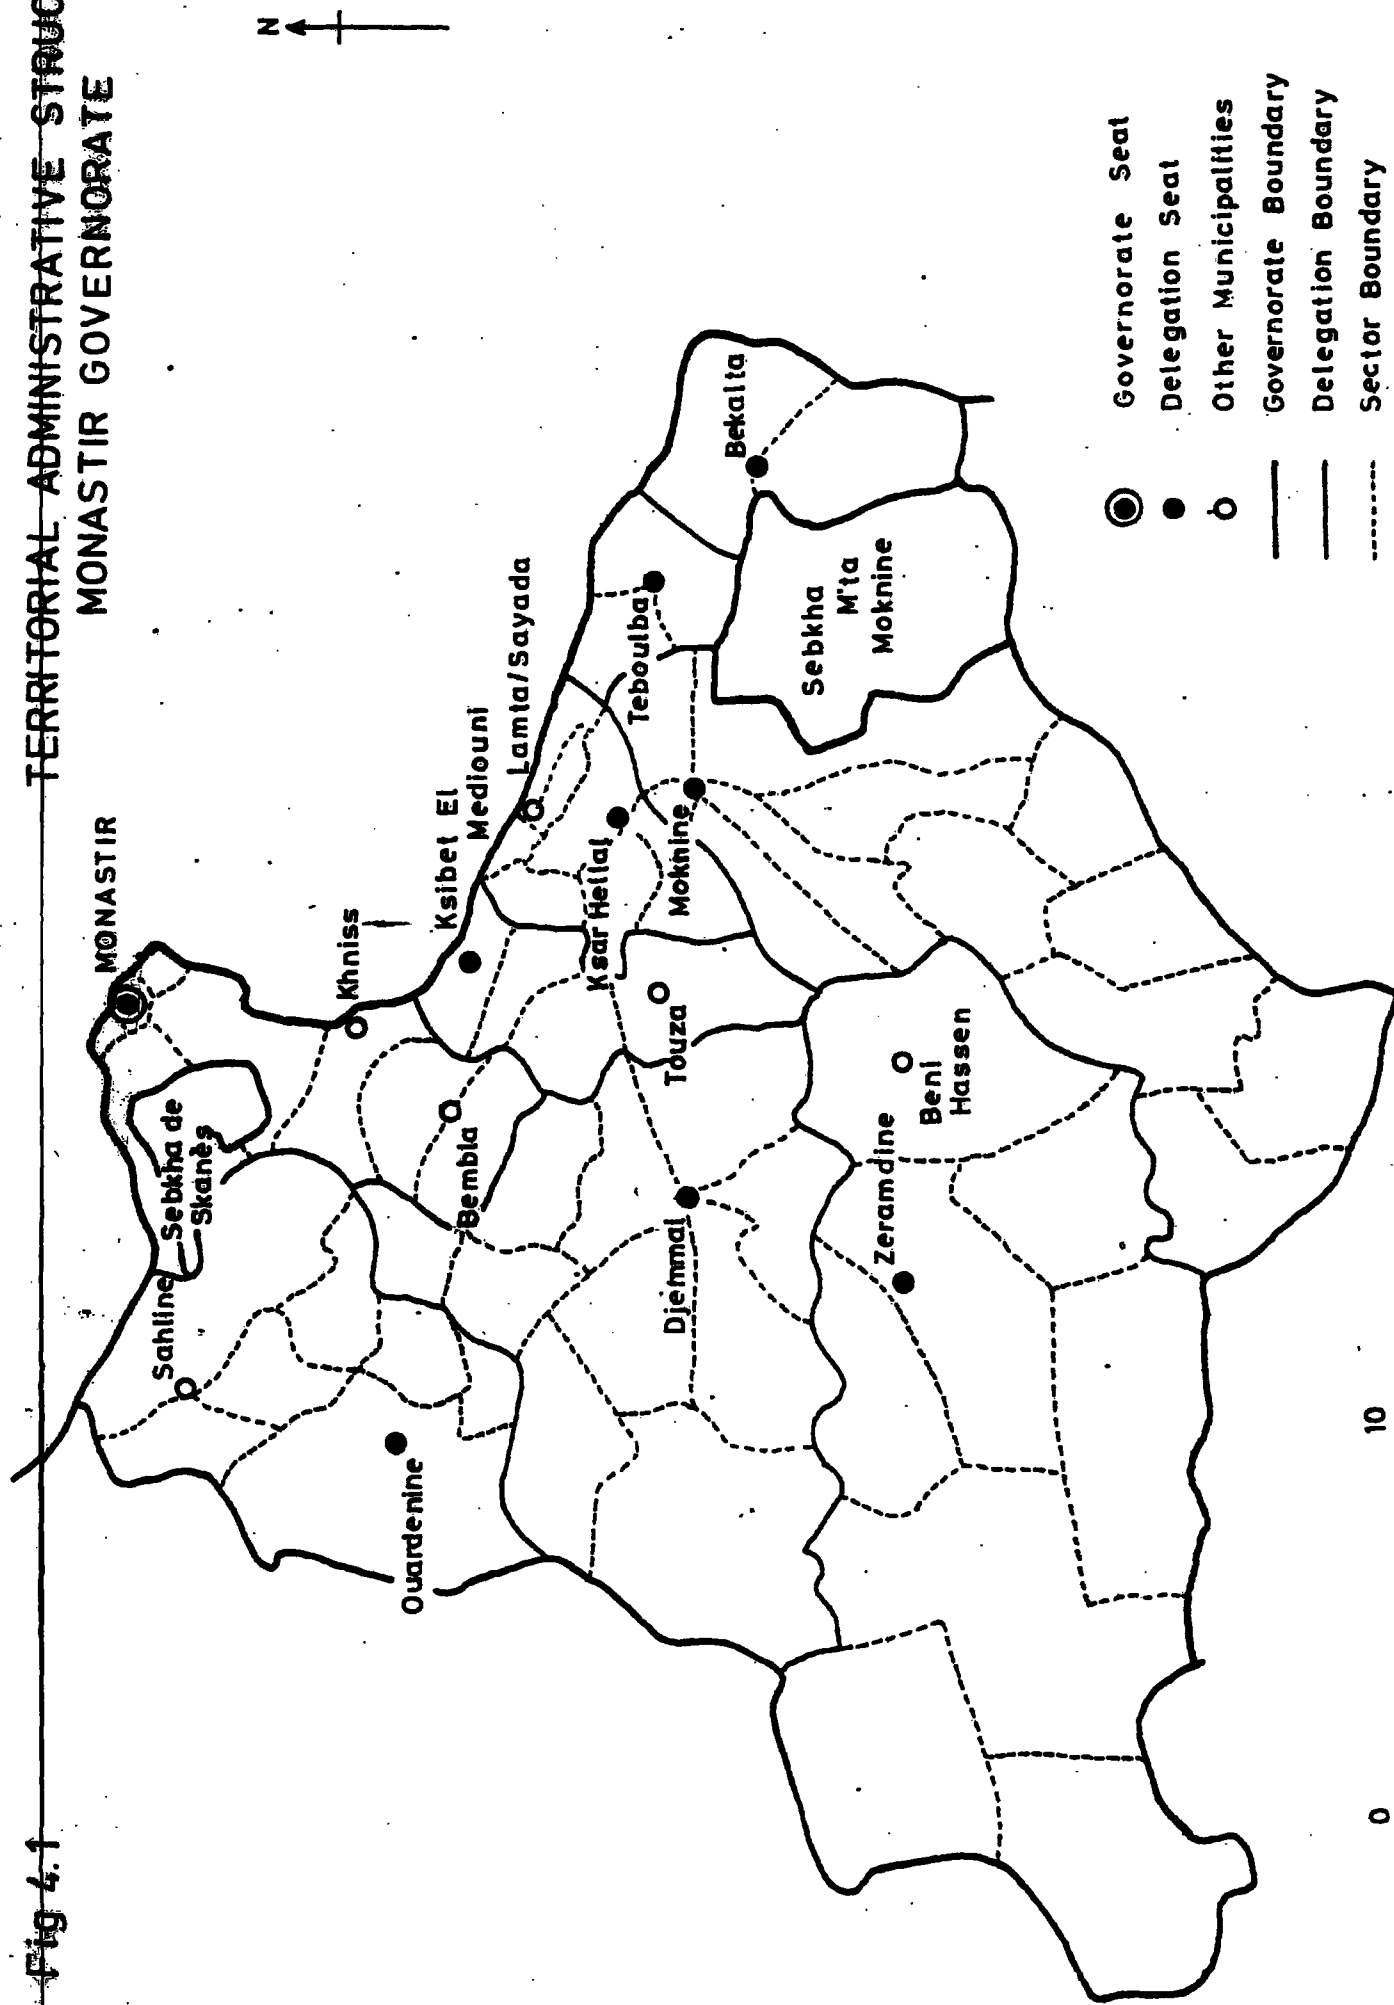 Fig 4.1
TERRITORIAL ADMINISTRATIVE STRUC
MONASTIR GOVERNORATE
N
MONASTIR
Sebkha de
Skanès
Sahline
Khniss
Ksibet El
Mediouni
Lamta/Sayada
Bembla
Ouardenine
Ksar Hellal
Teboulba
Bekalta
Moknine
Touza
Djemmal
Sebkha
M'ta
Moknine
Beni
Hassen
Zeramdine
Governorate Seat
Delegation Seat
Other Municipalities
Governorate Boundary
Delegation Boundary
Sector Boundary
0
10